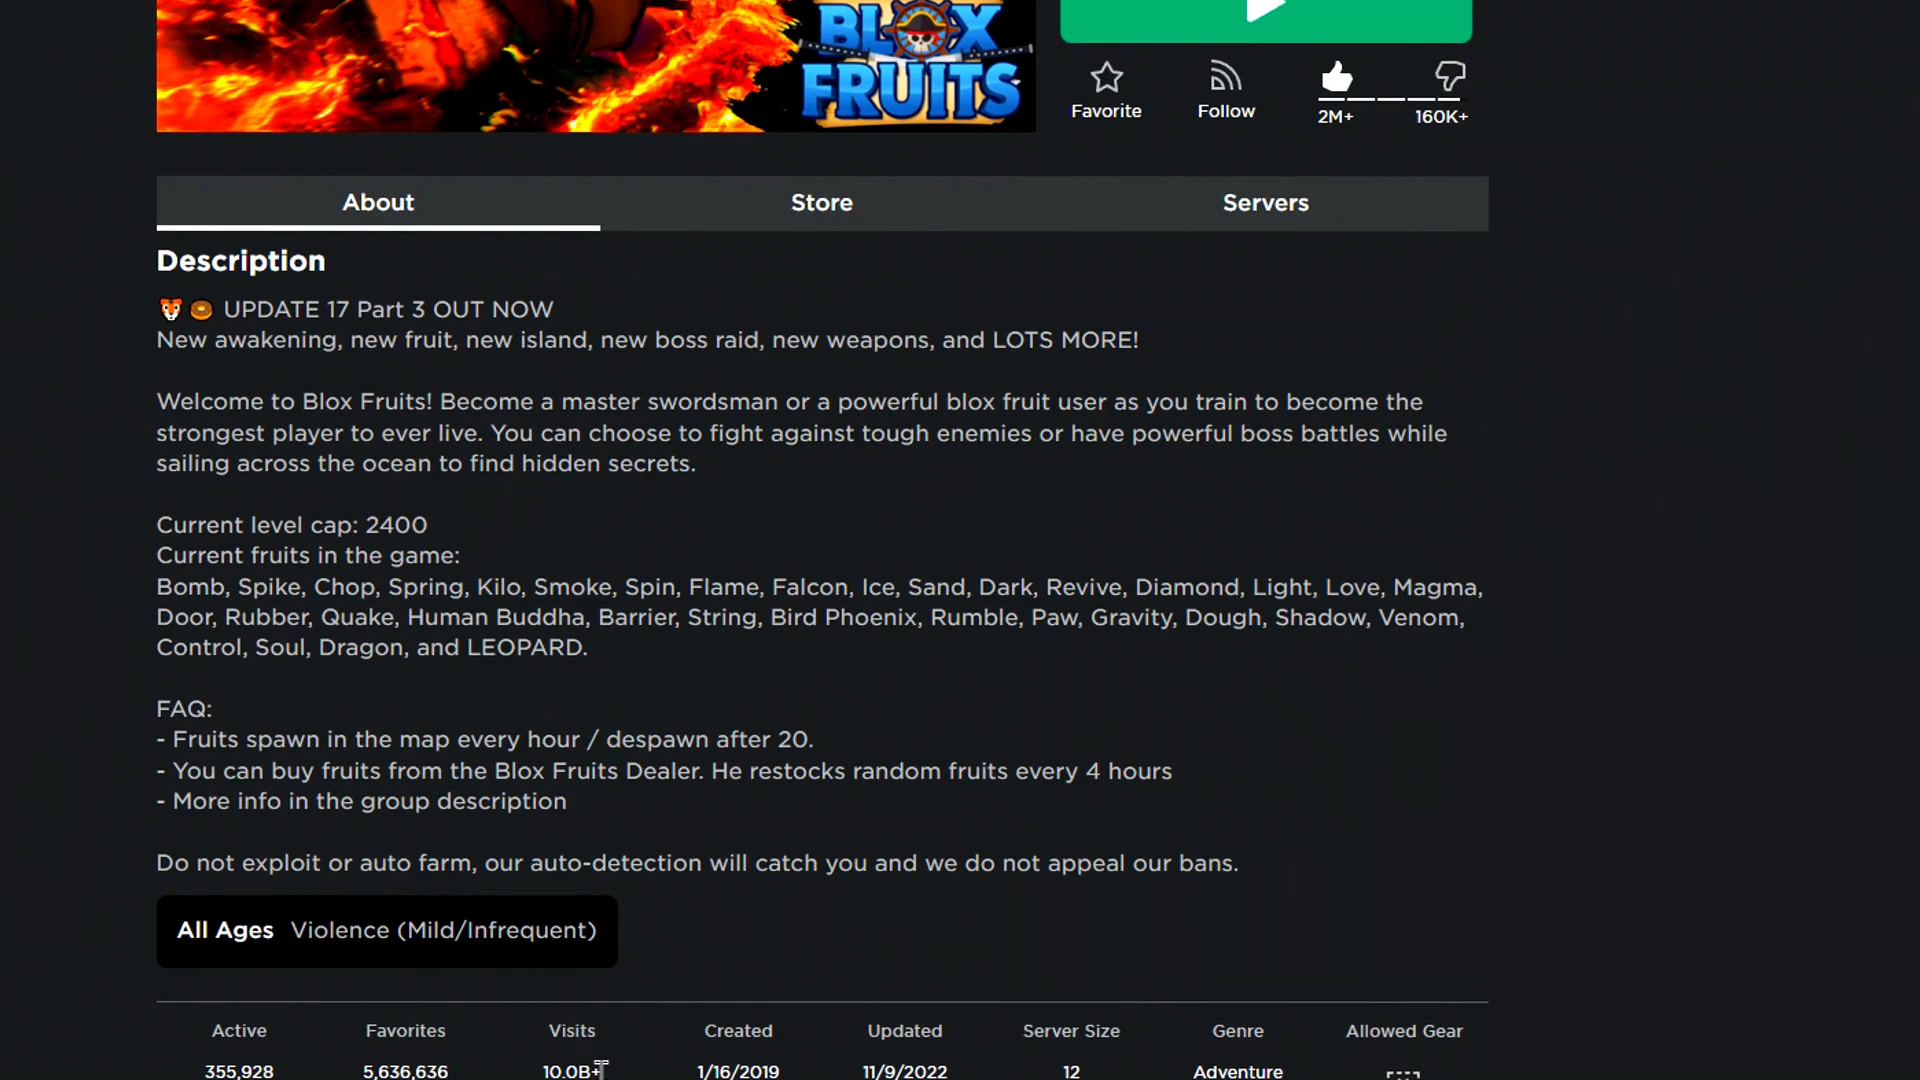 BLOX
FRUITS
Favorite
Follow
2M+
160K+
About
Store
Servers
Description
🐯🍩 UPDATE 17 Part 3 OUT NOW
New awakening, new fruit, new island, new boss raid, new weapons, and LOTS MORE!
Welcome to Blox Fruits! Become a master swordsman or a powerful blox fruit user as you train to become the
strongest player to ever live. You can choose to fight against tough enemies or have powerful boss battles while
sailing across the ocean to find hidden secrets.
Current level cap: 2400
Current fruits in the game:
Bomb, Spike, Chop, Spring, Kilo, Smoke, Spin, Flame, Falcon, Ice, Sand, Dark, Revive, Diamond, Light, Love, Magma,
Door, Rubber, Quake, Human Buddha, Barrier, String, Bird Phoenix, Rumble, Paw, Gravity, Dough, Shadow, Venom,
Control, Soul, Dragon, and LEOPARD.
FAQ:
- Fruits spawn in the map every hour / despawn after 20.
- You can buy fruits from the Blox Fruits Dealer. He restocks random fruits every 4 hours
- More info in the group description
Do not exploit or auto farm, our auto-detection will catch you and we do not appeal our bans.
All Ages Violence (Mild/Infrequent)
Active Favorites Visits Created Updated Server Size Genre Allowed Gear
355,928 5,636,636 10.0B+ 1/16/2019 11/9/2022 12 Adventure